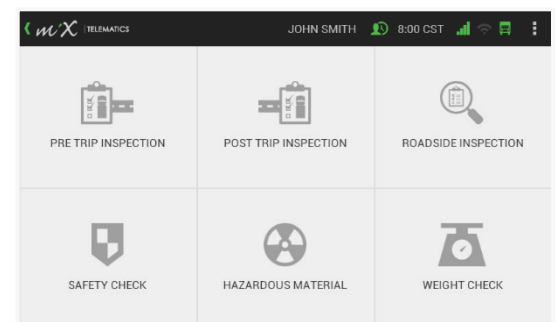 mix | TELEMATICS JOHN SMITH 8:00 CST
PRE TRIP INSPECTION POST TRIP INSPECTION ROADSIDE INSPECTION
SAFETY CHECK HAZARDOUS MATERIAL WEIGHT CHECK